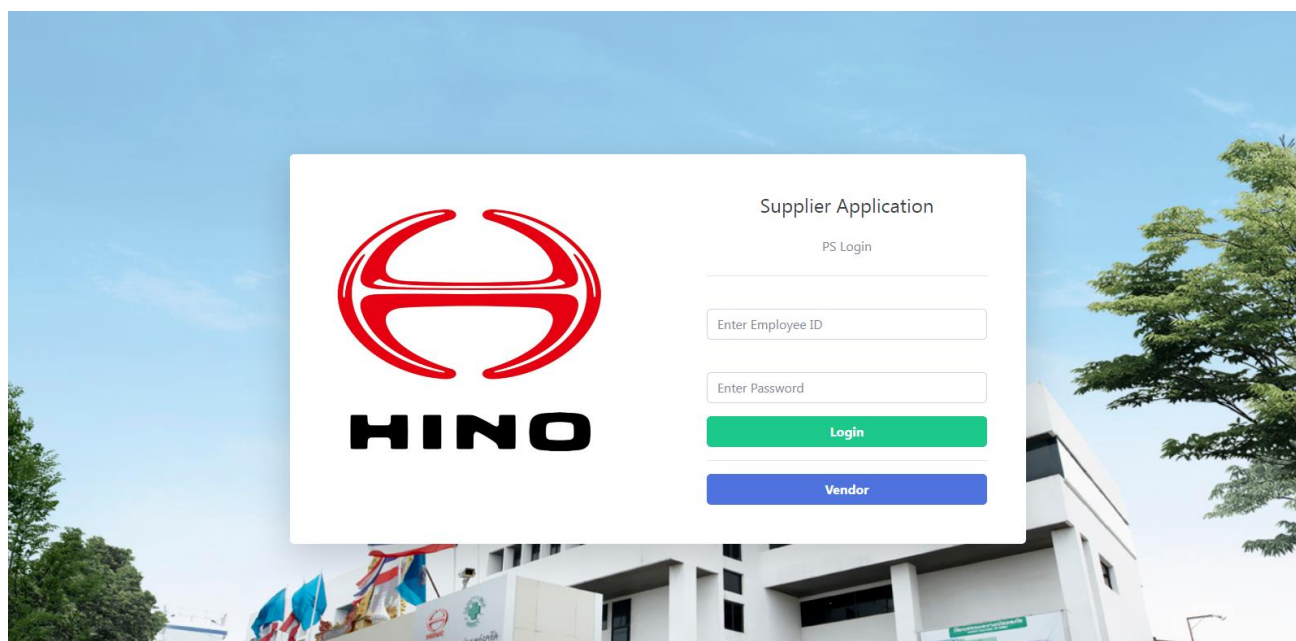 Supplier Application
PS Login
Enter Employee ID
Enter Password
Login
Vendor
HINO